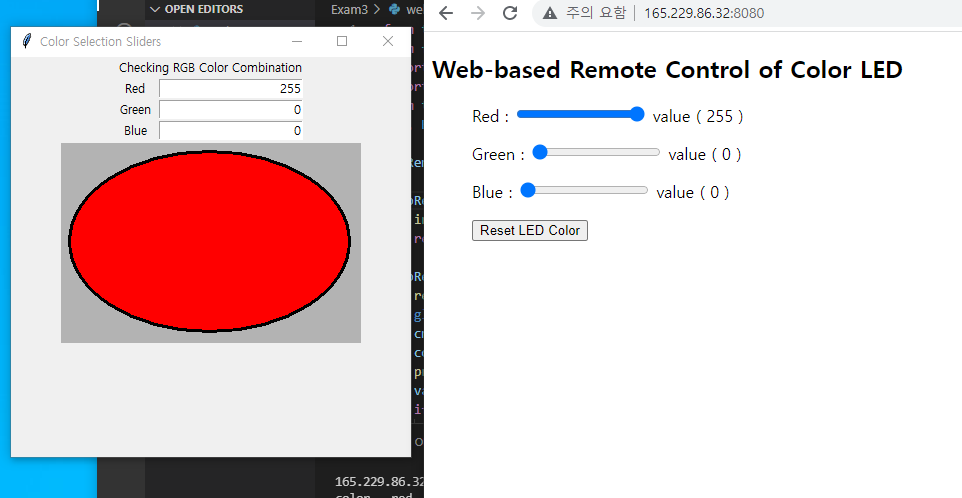 OPEN EDITORS
Exam3 > we
Color Selection Sliders
Checking RGB Color Combination
Red 255
Green 0
Blue 0
165.229.86.32
color red
주의 요함 | 165.229.86.32:8080
Web-based Remote Control of Color LED
Red : value ( 255 )
Green : value ( 0 )
Blue : value ( 0 )
Reset LED Color